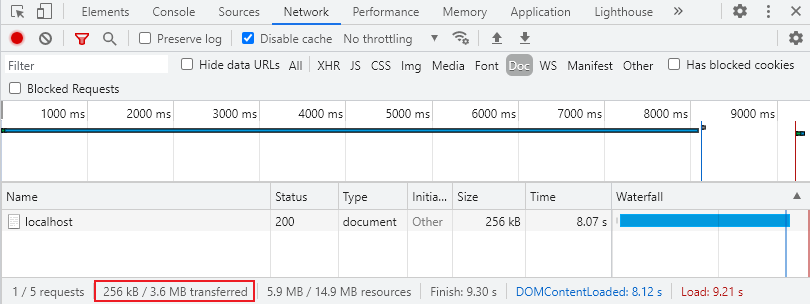 Elements Console Sources Network Performance Memory Application Lighthouse »
Preserve log Disable cache No throttling
Filter Hide data URLs All XHR JS CSS Img Media Font Doc WS Manifest Other Has blocked cookies
Blocked Requests
1000 ms 2000 ms 3000 ms 4000 ms 5000 ms 6000 ms 7000 ms 8000 ms 9000 ms
Name Status Type Initia... Size Time Waterfall
localhost 200 document Other 256 kB 8.07 s
1 / 5 requests 256 kB / 3.6 MB transferred 5.9 MB / 14.9 MB resources Finish: 9.30 s DOMContentLoaded: 8.12 s Load: 9.21 s